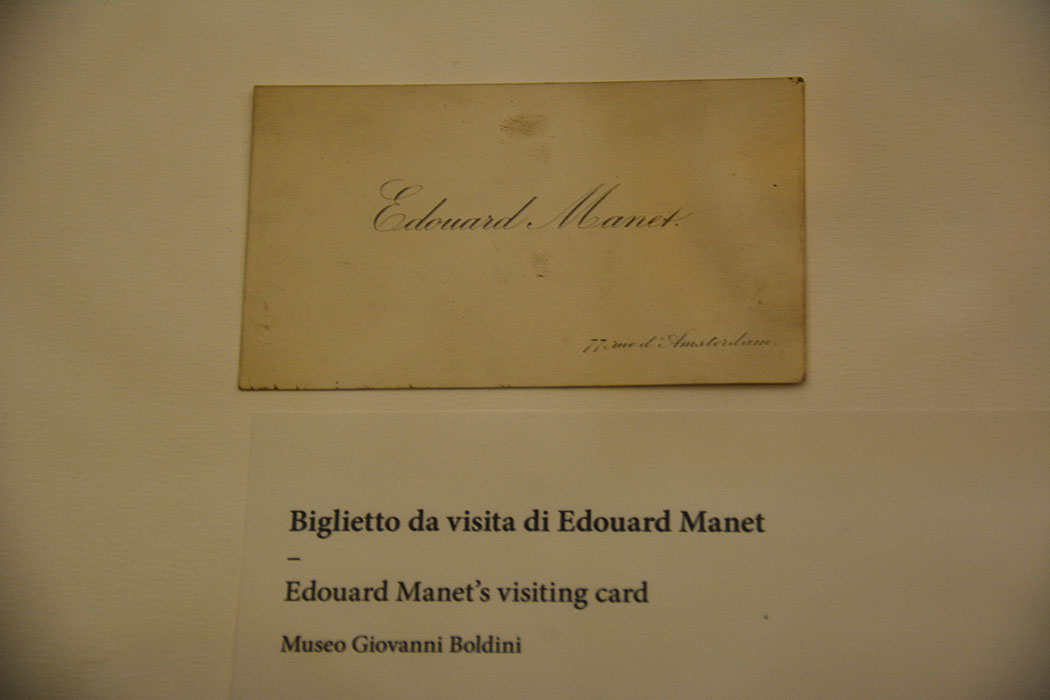 Edouard Manet.
77, rue d'Amsterdam.
Biglietto da visita di Edouard Manet
–
Edouard Manet's visiting card
Museo Giovanni Boldini